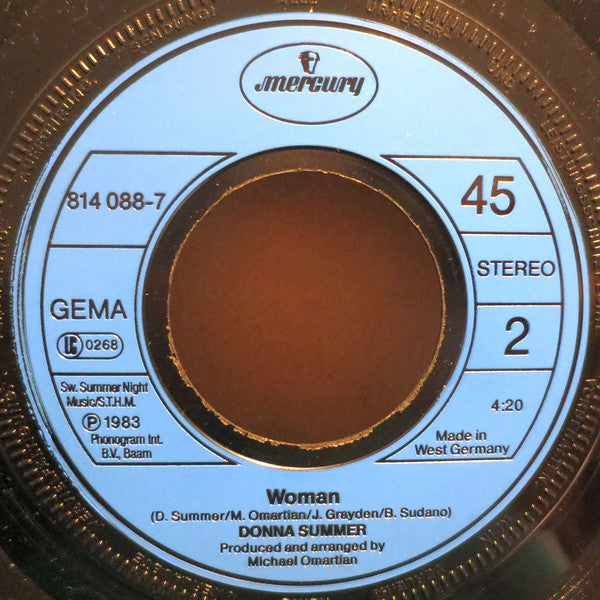 mercury
814 088-7
GEMA
LC 0268
Sw. Summer Night
Music/S.T.H.M.
Ⓟ 1983
Phonogram Int.
B.V., Baarn
45
STEREO
2
4:20
Made in
West Germany
Woman
(D. Summer/M. Omartian/J. Grayden/B. Sudano)
DONNA SUMMER
Produced and arranged by
Michael Omartian